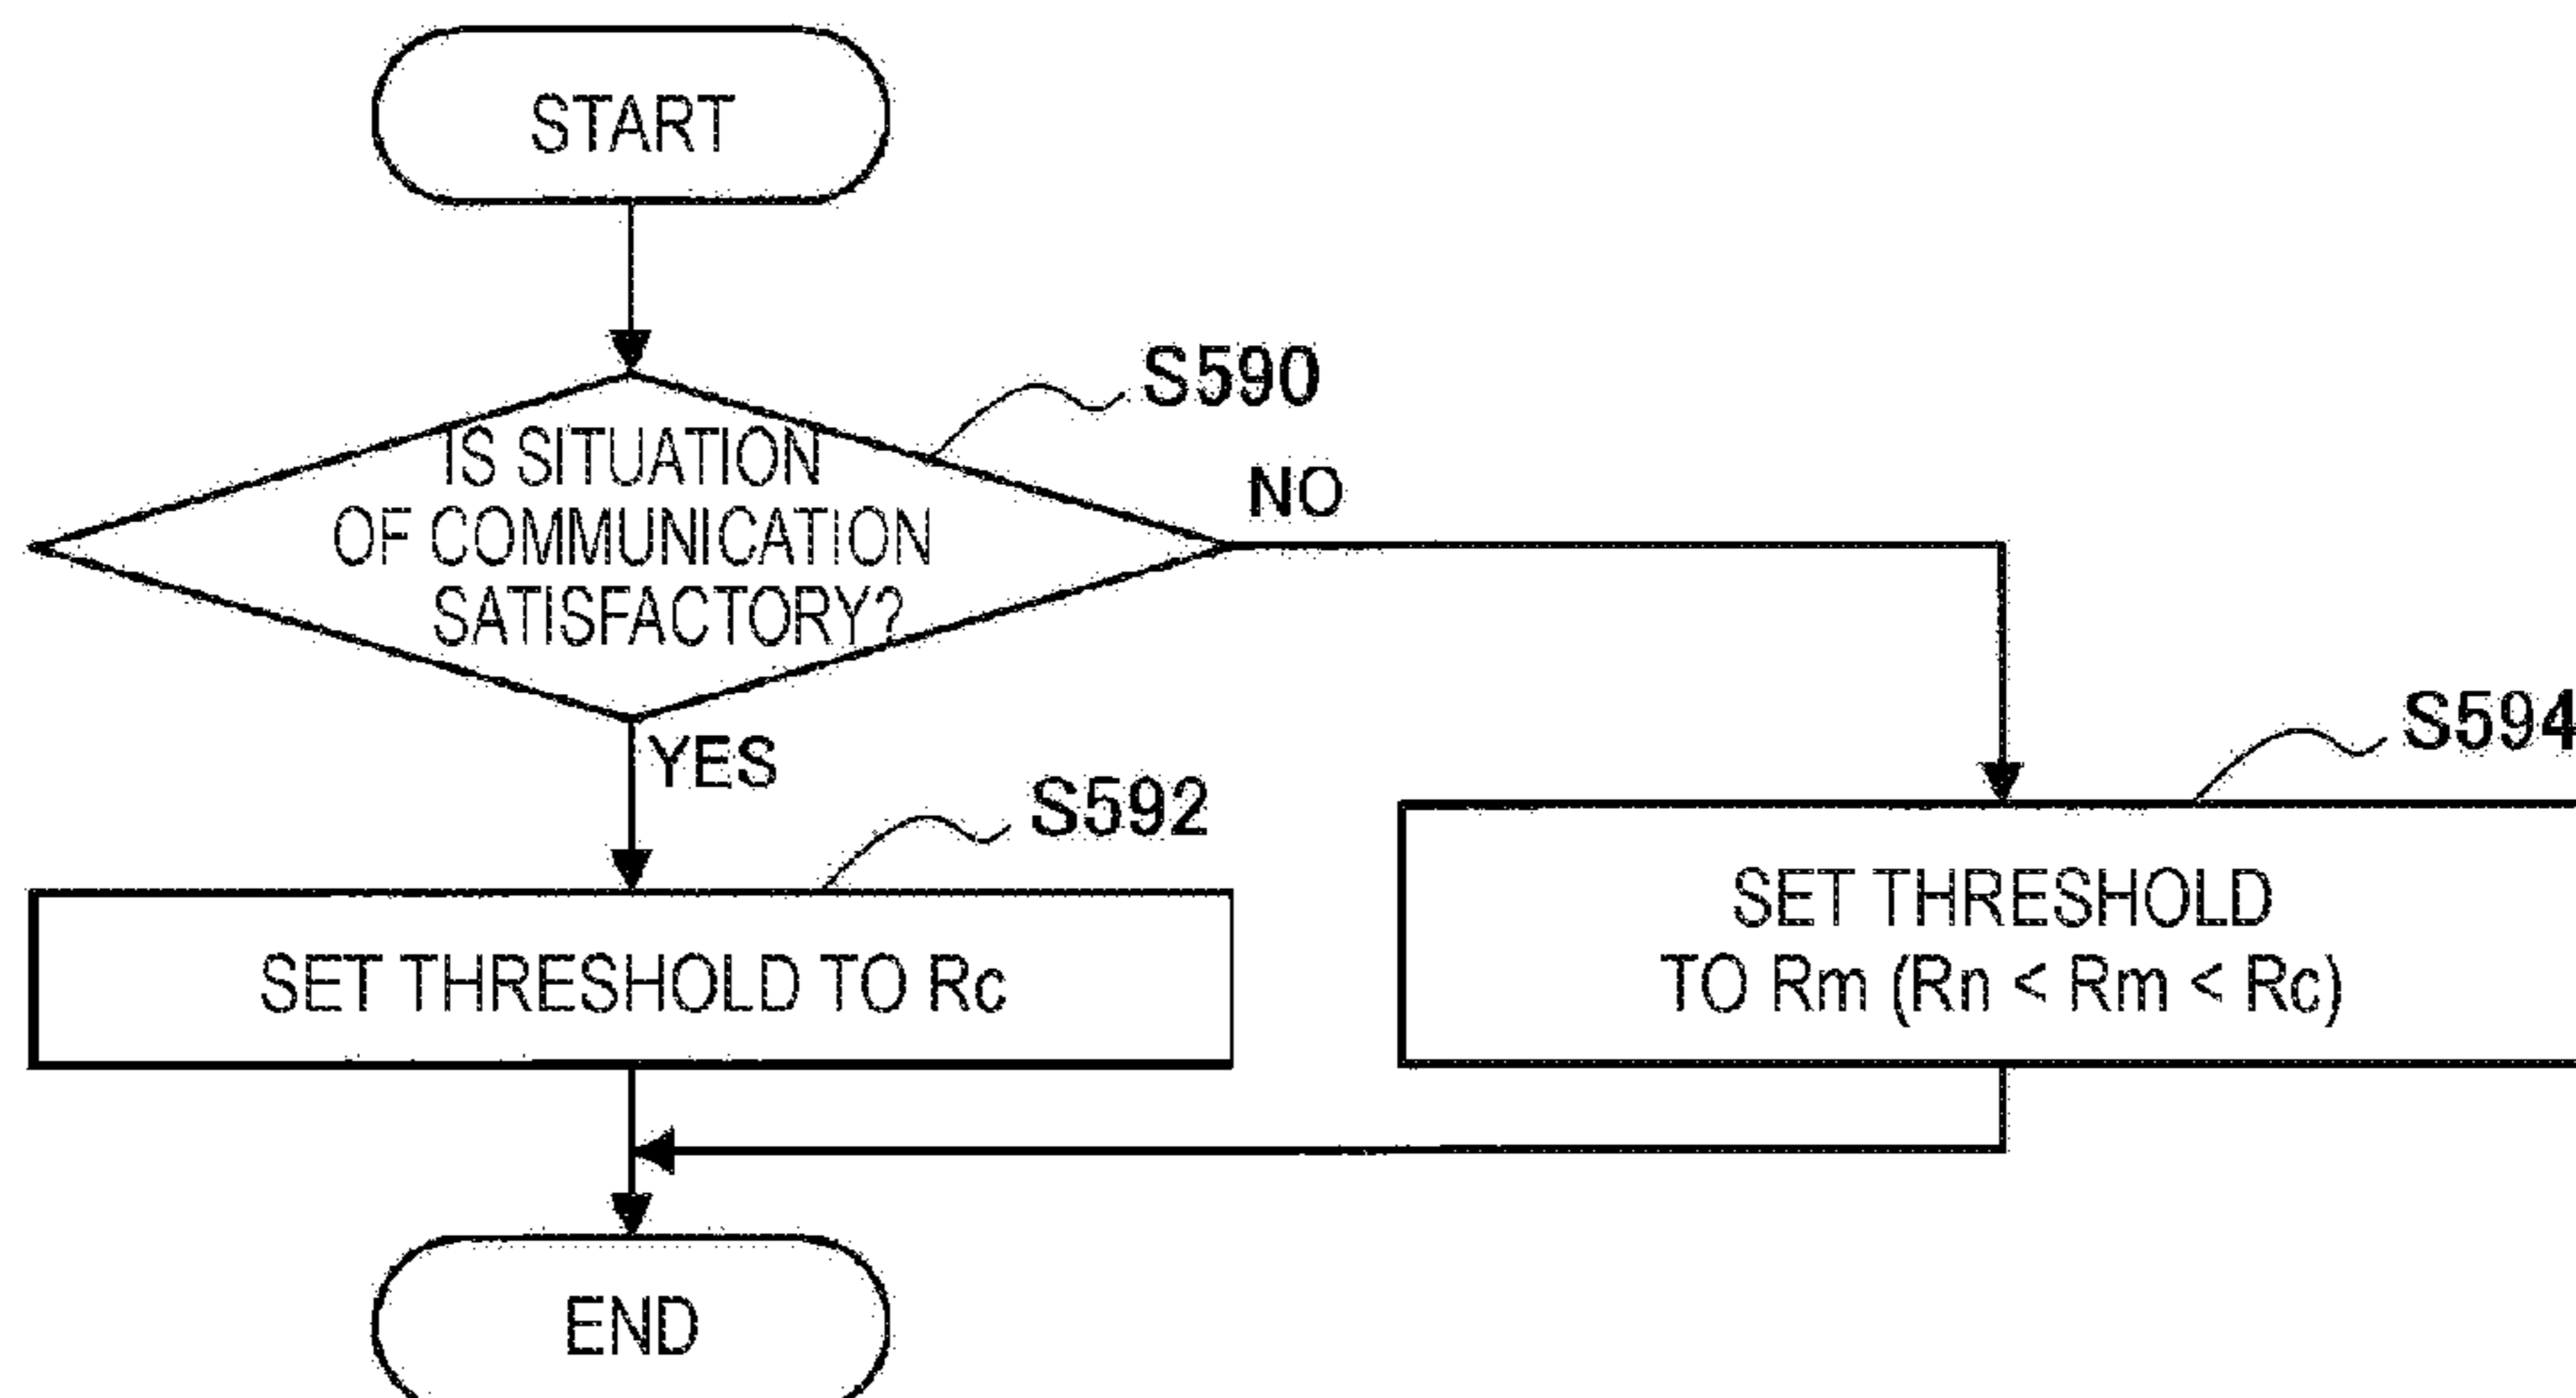 START
S590
IS SITUATION
OF COMMUNICATION
SATISFACTORY?
NO
YES
S592
SET THRESHOLD TO Rc
S594
SET THRESHOLD
TO Rm (Rn < Rm < Rc)
END